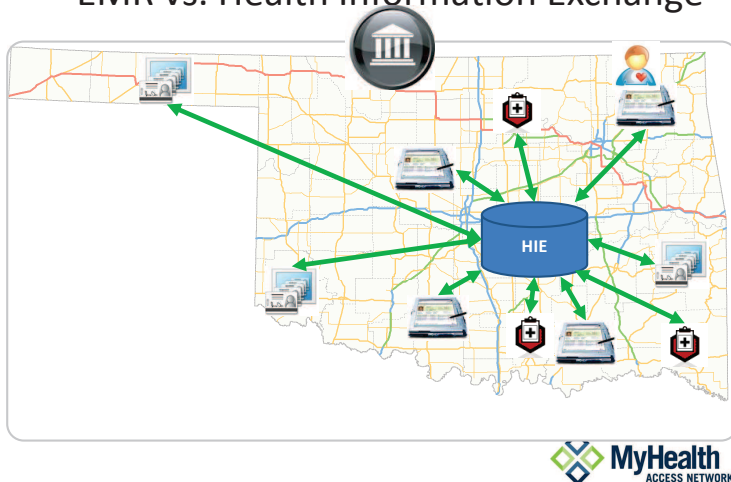 EMR vs. Health Information Exchange
HIE
MyHealth
ACCESS NETWORK